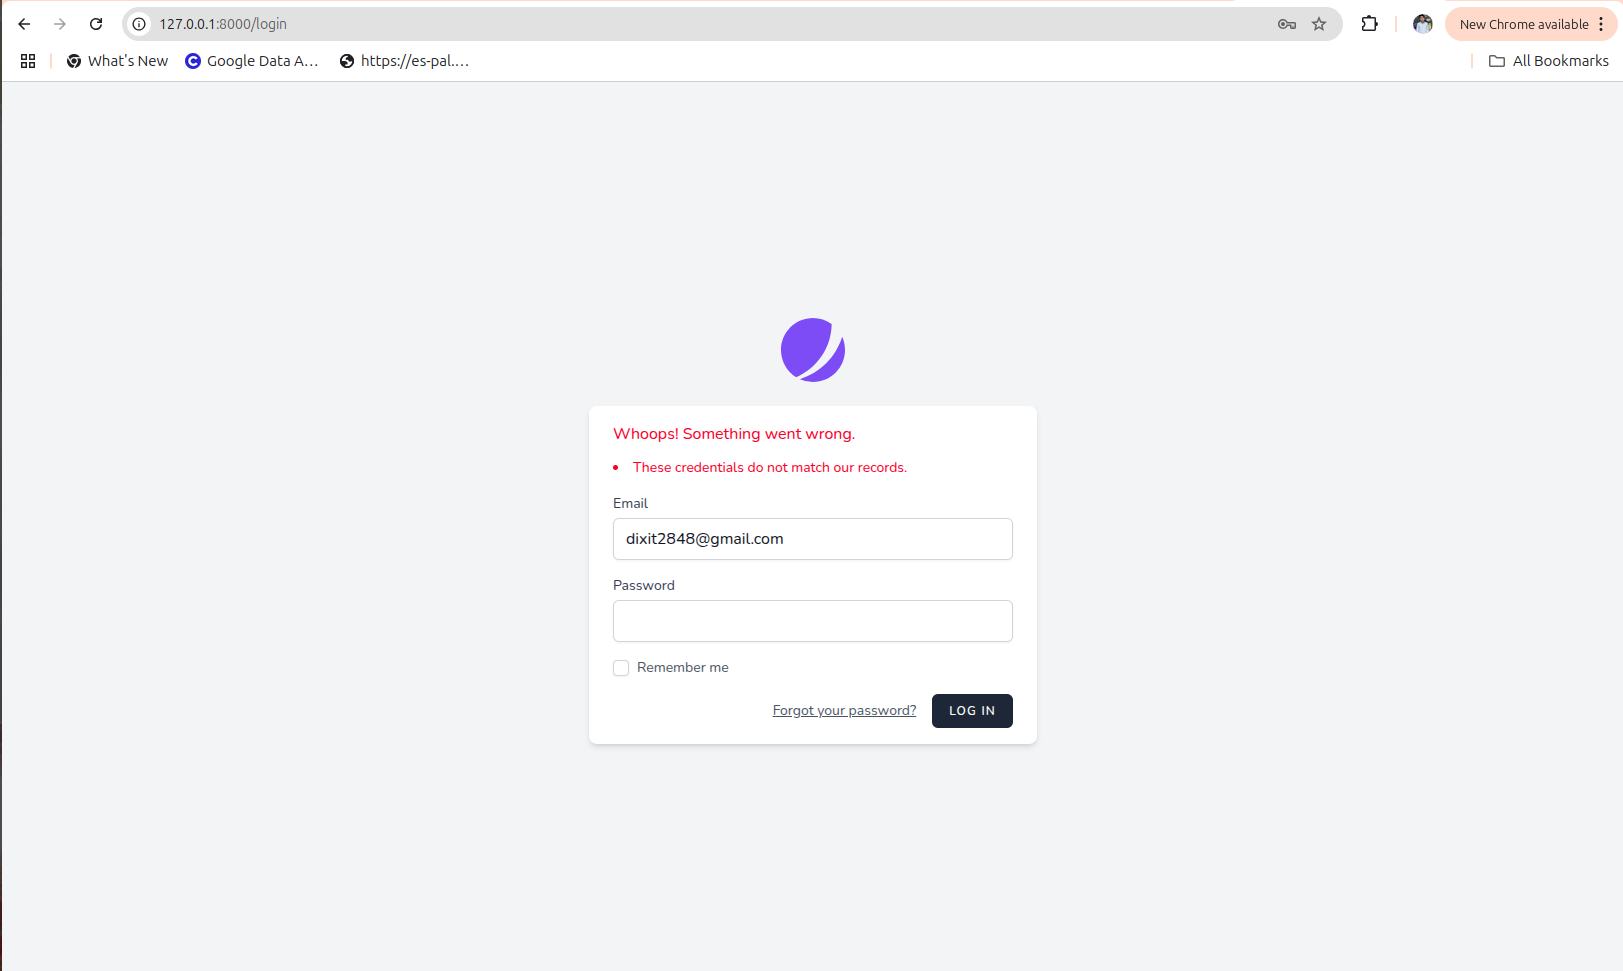 127.0.0.1:8000/login
New Chrome available
What's New
Google Data A...
https://es-pal....
All Bookmarks
Whoops! Something went wrong.
These credentials do not match our records.
Email
dixit2848@gmail.com
Password
Remember me
Forgot your password?
LOG IN